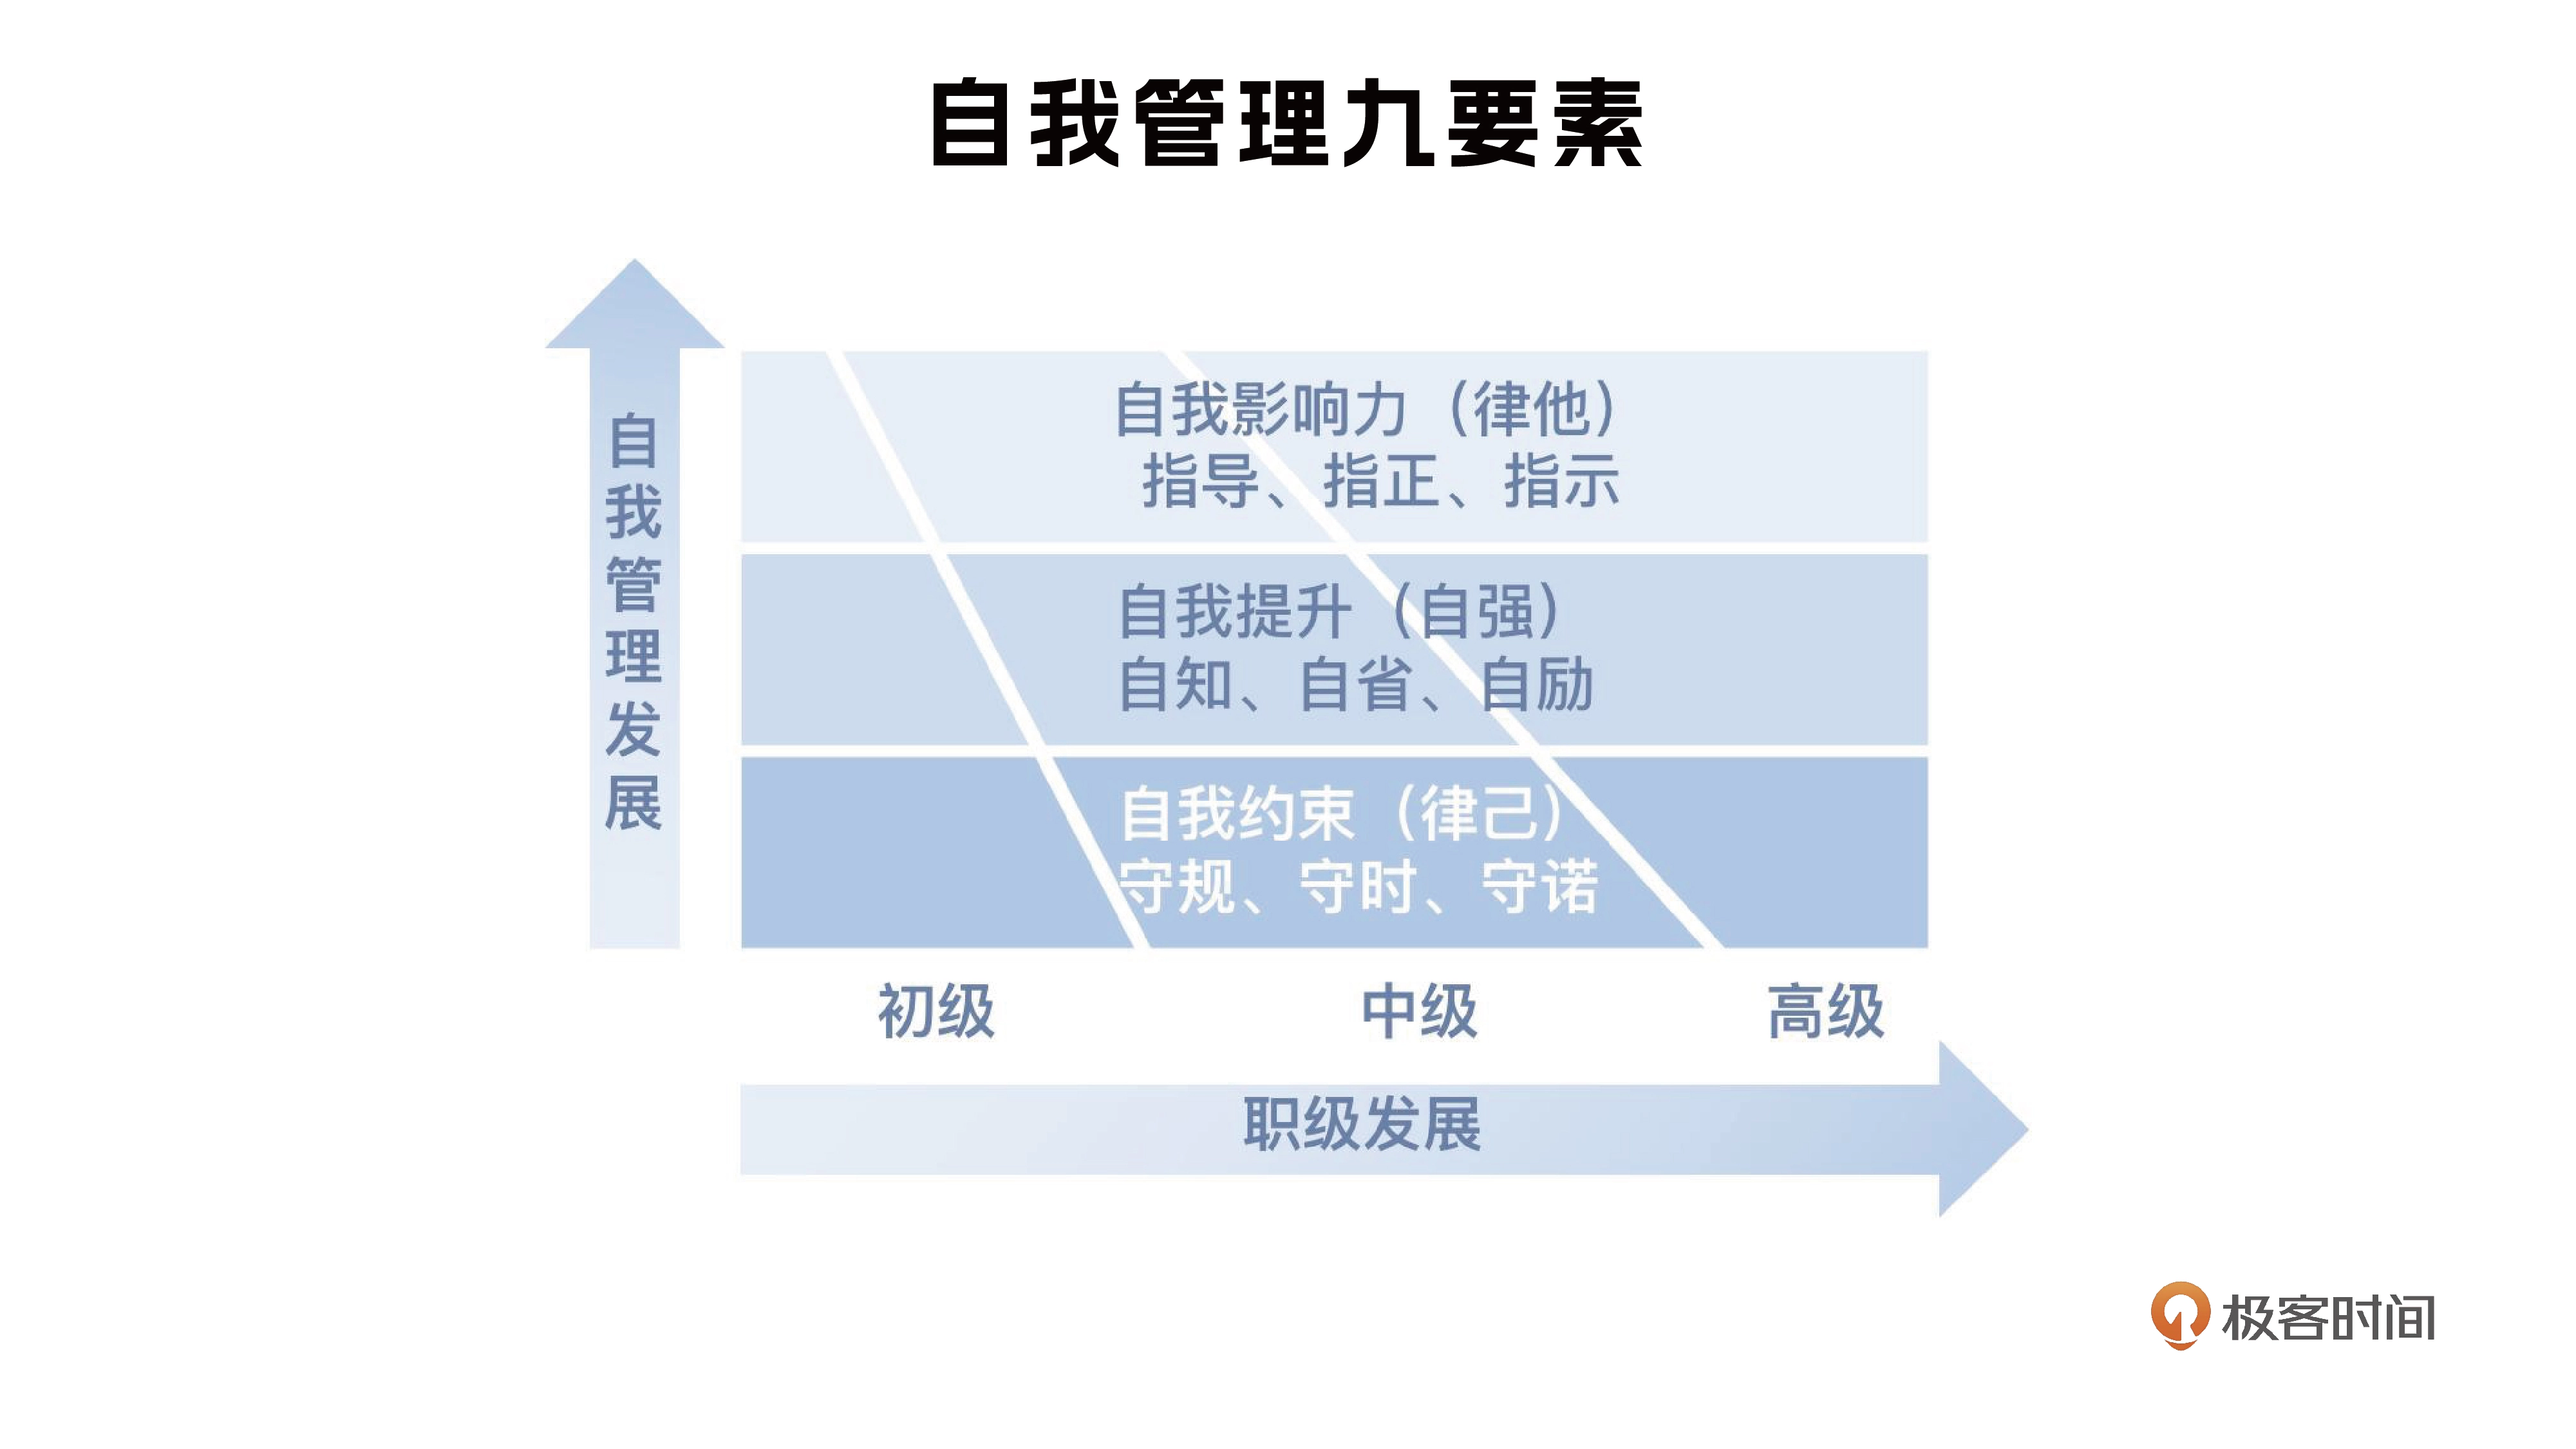 自我管理九要素
自我管理发展
自我影响力（律他）
指导、指正、指示
自我提升（自强）
自知、自省、自励
自我约束（律己）
守规、守时、守诺
初级
中级
高级
职级发展
极客时间